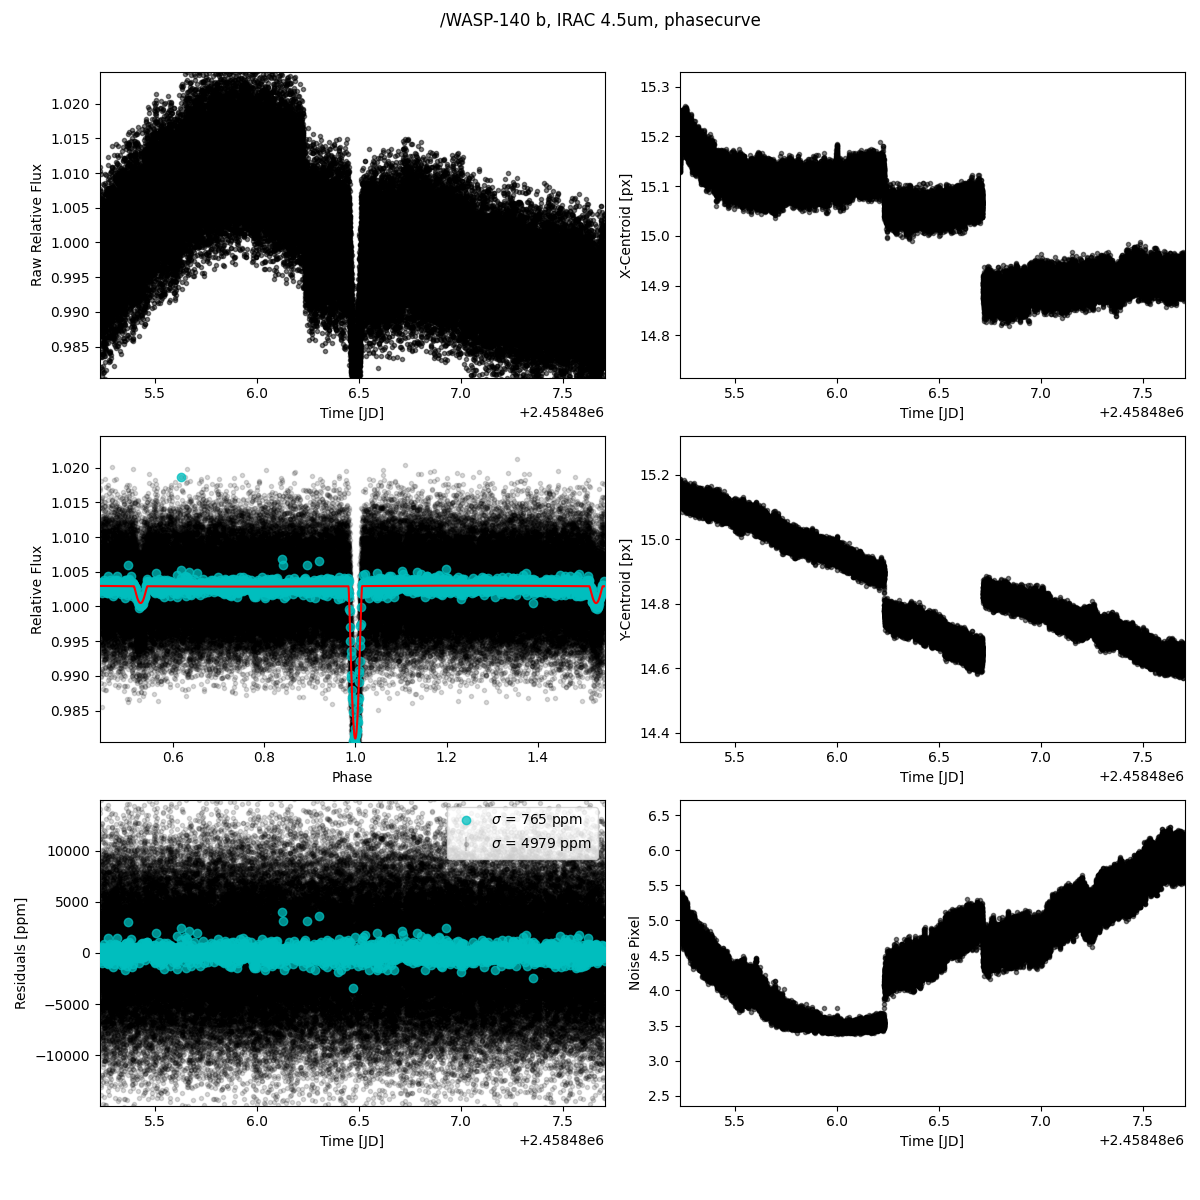 /WASP-140 b, IRAC 4.5um, phasecurve
Raw Relative Flux
1.020
1.015
1.010
1.005
1.000
0.995
0.990
0.985
5.5 6.0 6.5 7.0 7.5
+2.45848e6
Time [JD]
X-Centroid [px]
15.3
15.2
15.1
15.0
14.9
14.8
5.5 6.0 6.5 7.0 7.5
+2.45848e6
Time [JD]
Relative Flux
1.020
1.015
1.010
1.005
1.000
0.995
0.990
0.985
0.6 0.8 1.0 1.2 1.4
Phase
Y-Centroid [px]
15.2
15.0
14.8
14.6
14.4
5.5 6.0 6.5 7.0 7.5
+2.45848e6
Time [JD]
Residuals [ppm]
10000
5000
0
−5000
−10000
σ = 765 ppm
σ = 4979 ppm
5.5 6.0 6.5 7.0 7.5
+2.45848e6
Time [JD]
Noise Pixel
6.5
6.0
5.5
5.0
4.5
4.0
3.5
3.0
2.5
5.5 6.0 6.5 7.0 7.5
+2.45848e6
Time [JD]